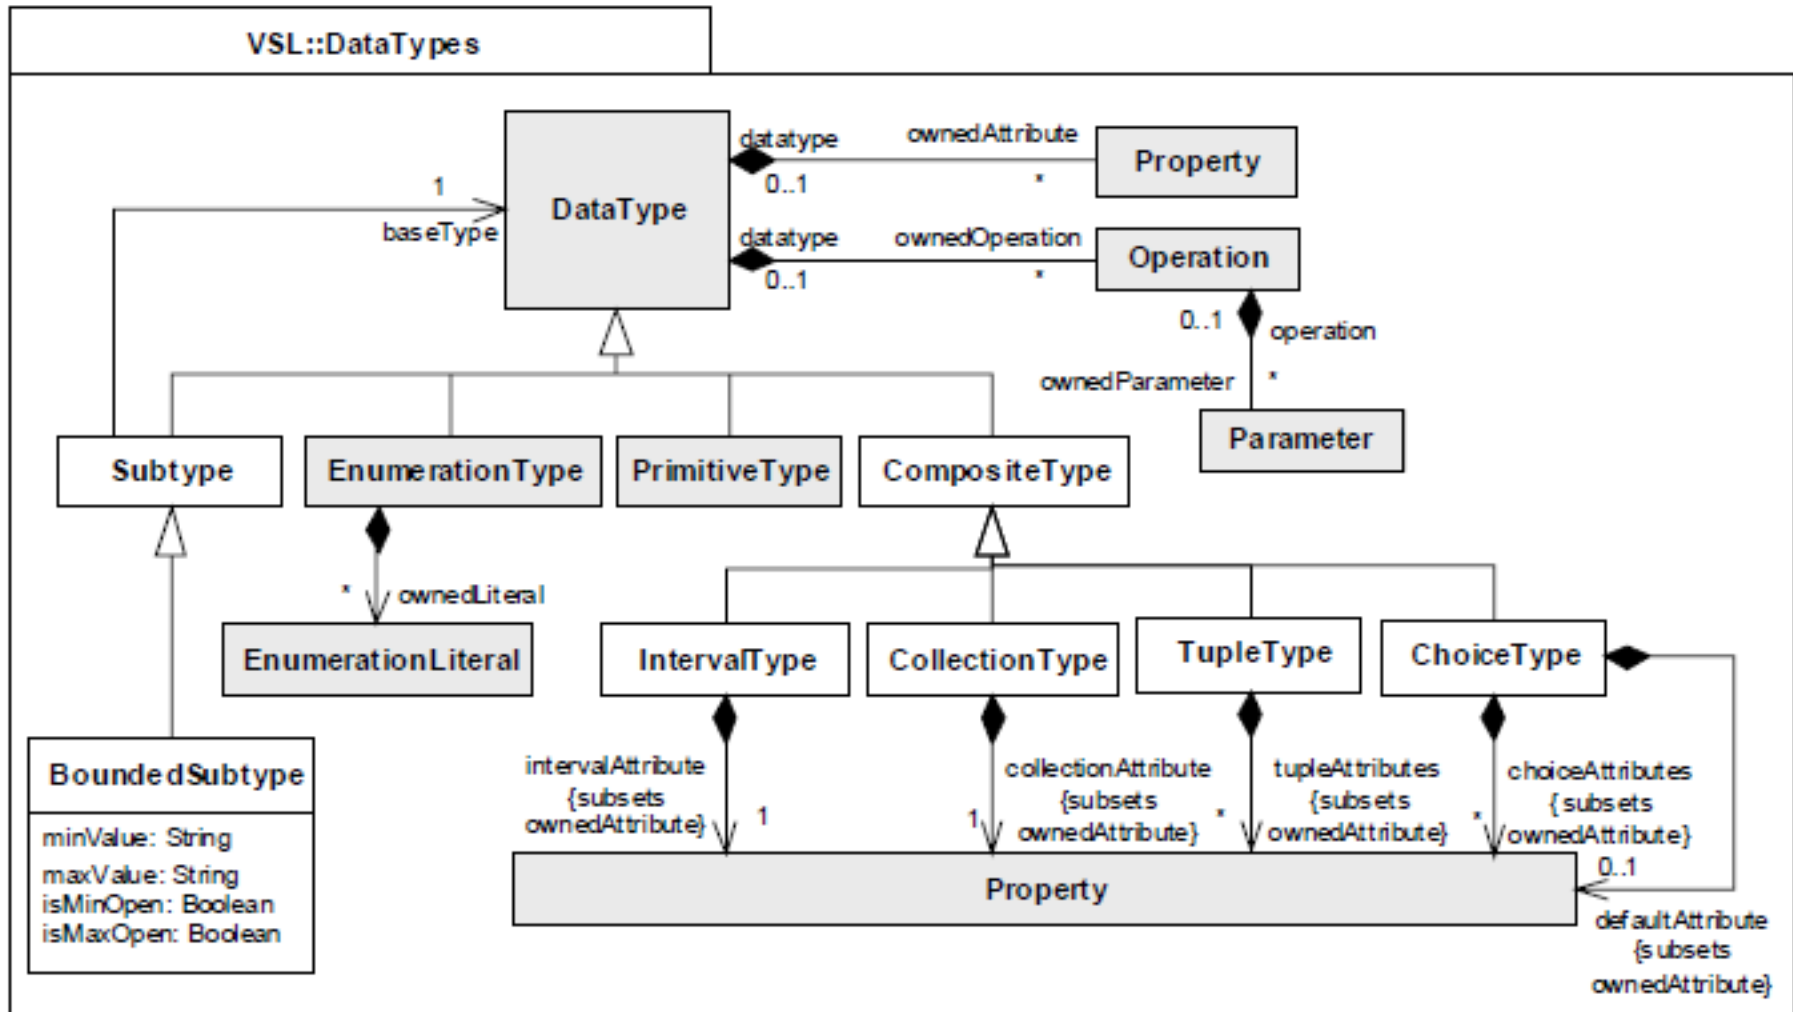 VSL::DataTypes
datatype
ownedAttribute
Property
0..1
*
1
DataType
baseType
datatype
ownedOperation
Operation
0..1
*
0..1
operation
ownedParameter
*
Parameter
Subtype
EnumerationType
PrimitiveType
CompositeType
*
ownedLiteral
EnumerationLiteral
IntervalType
CollectionType
TupleType
ChoiceType
BoundedSubtype
minValue: String
maxValue: String
isMinOpen: Boolean
isMaxOpen: Boolean
intervalAttribute
{subsets
ownedAttribute}
1
collectionAttribute
{subsets
ownedAttribute}
1
tupleAttributes
{subsets
ownedAttribute}
*
choiceAttributes
{subsets
ownedAttribute}
*
0..1
Property
defaultAttribute
{subsets
ownedAttribute}